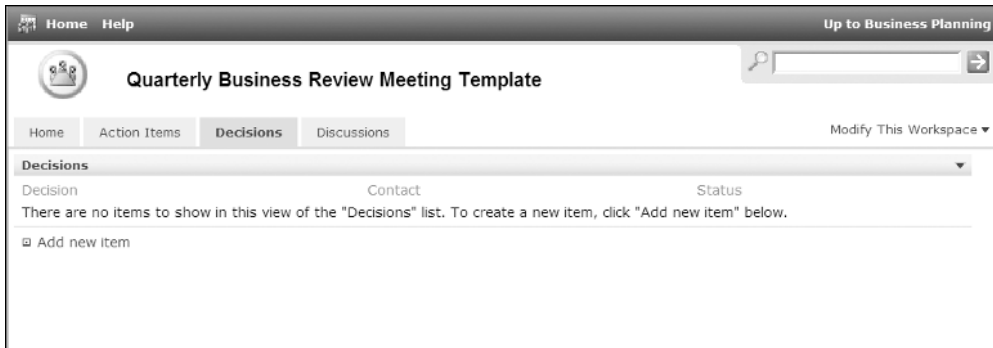 Home Help Up to Business Planning
Quarterly Business Review Meeting Template
Home Action Items Decisions Discussions Modify This Workspace
Decisions
Decision Contact Status
There are no items to show in this view of the "Decisions" list. To create a new item, click "Add new item" below.
Add new item